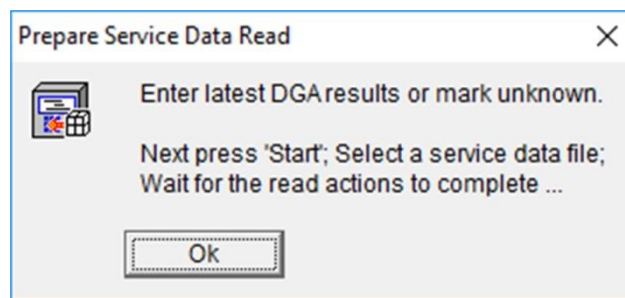 Prepare Service Data Read
Enter latest DGA results or mark unknown.
Next press 'Start'; Select a service data file;
Wait for the read actions to complete ...
Ok